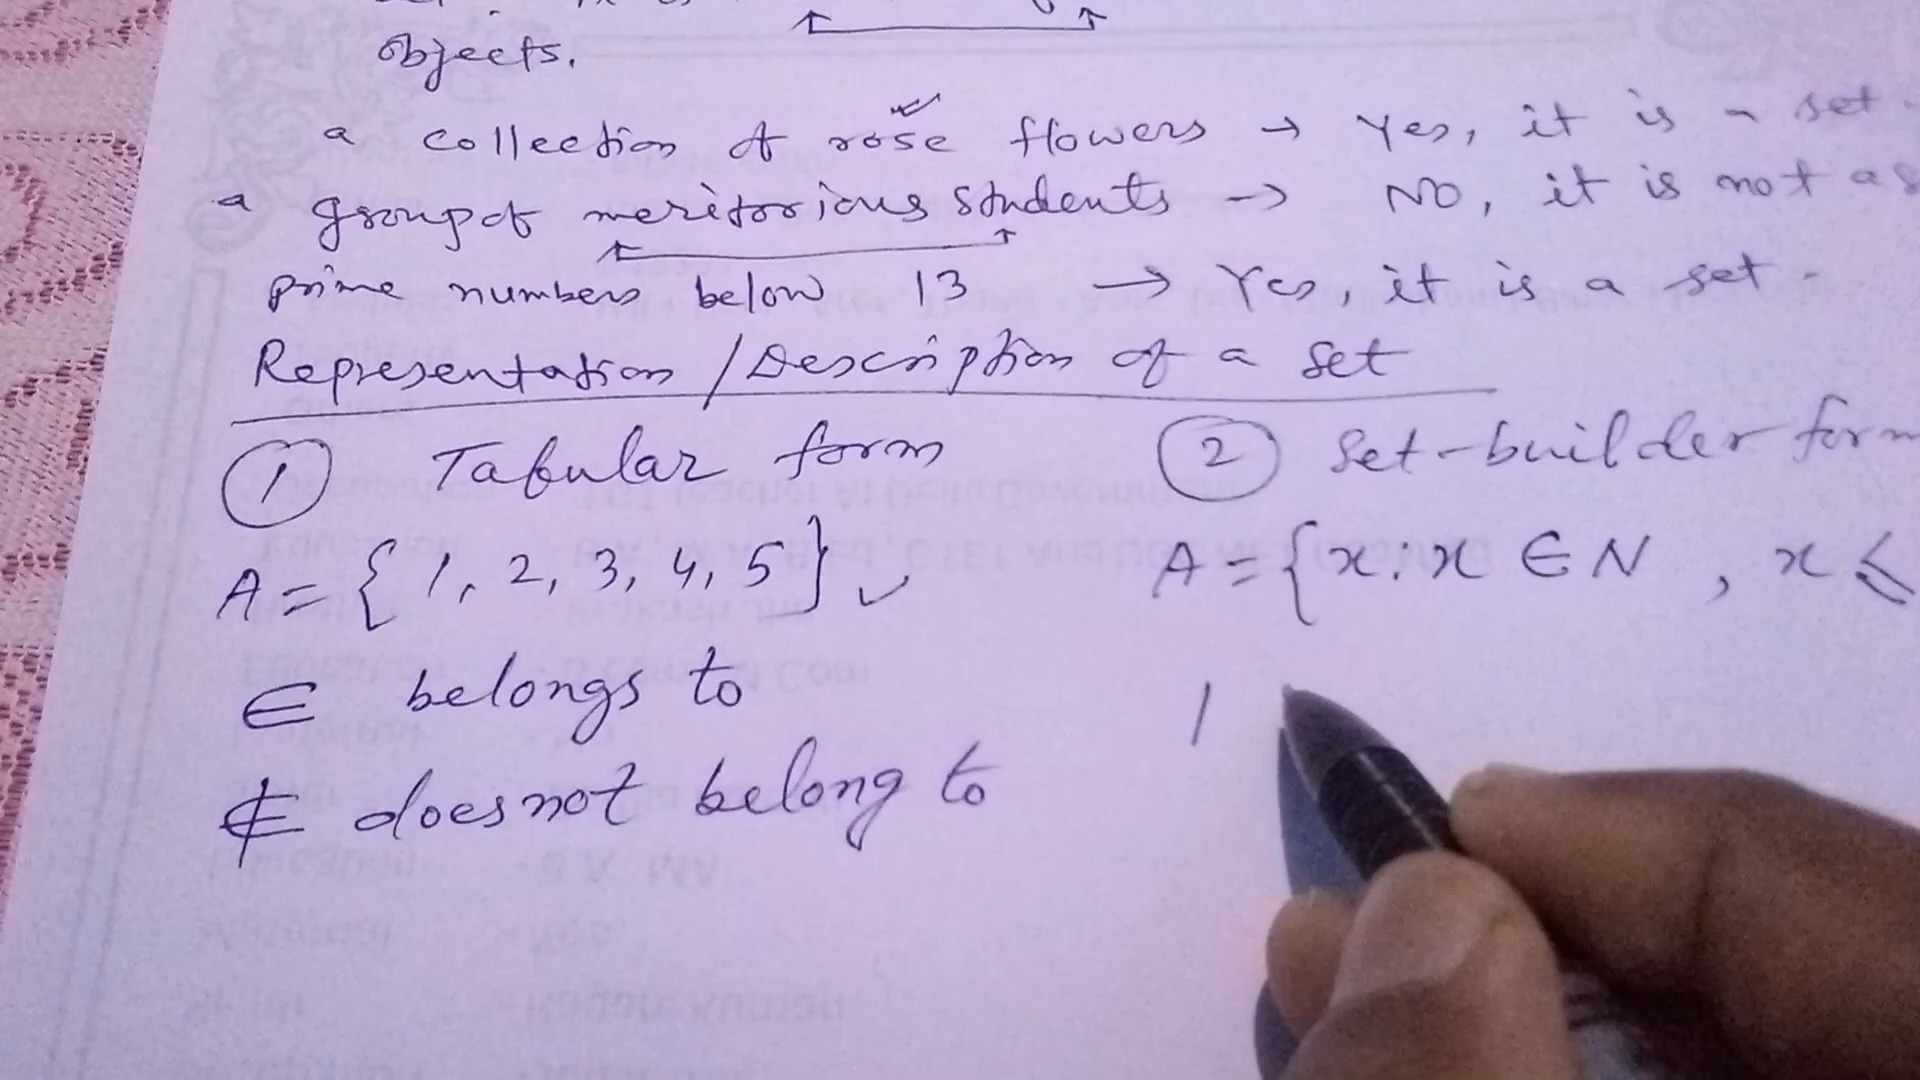 objects.
a collection of rose flowers → Yes, it is a set.
a group of meritorious students → NO, it is not a s
prime numbers below 13 → Yes, it is a set.
Representation / Description of a set
① Tabular form
② Set-builder form
A = { 1, 2, 3, 4, 5 }
A = { x : x ∈ N , x ≤
∈ belongs to
∉ does not belong to
1